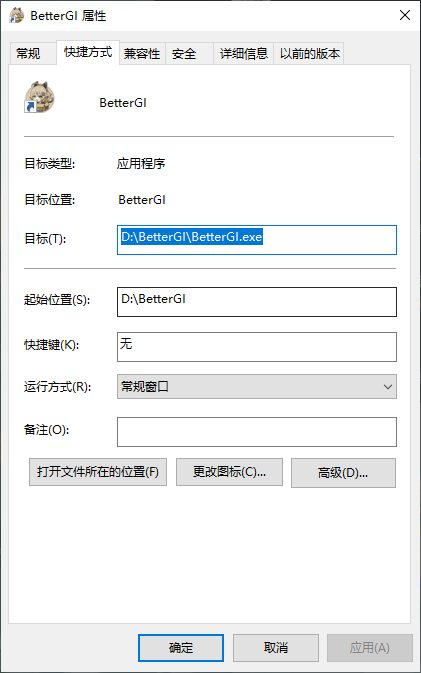 BetterGI 属性
常规 快捷方式 兼容性 安全 详细信息 以前的版本
BetterGI
目标类型: 应用程序
目标位置: BetterGI
目标(T): D:\BetterGI\BetterGI.exe
起始位置(S): D:\BetterGI
快捷键(K): 无
运行方式(R): 常规窗口
备注(O):
打开文件所在的位置(F) 更改图标(C)... 高级(D)...
确定 取消 应用(A)